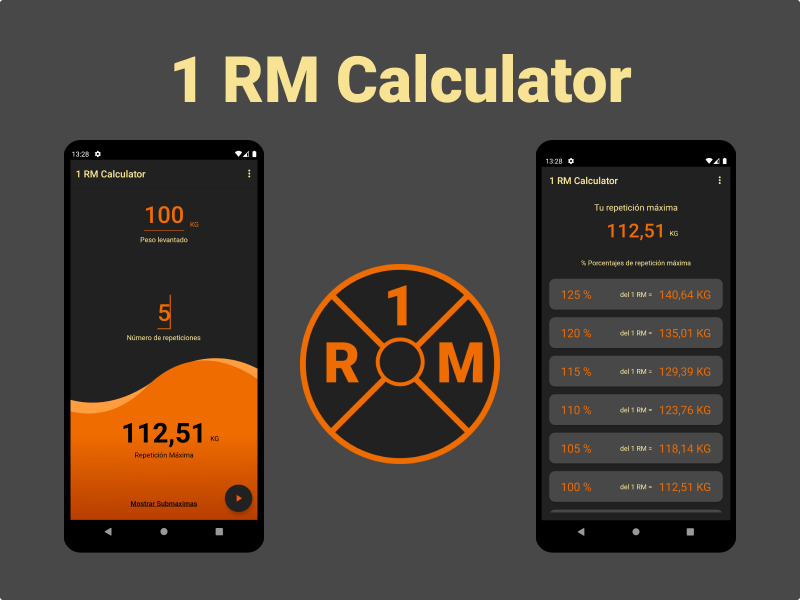 1 RM Calculator
13:28
1 RM Calculator
100 KG
Peso levantado
5
Número de repeticiones
112,51 KG
Repetición Máxima
Mostrar Submaximas
1
R M
13:28
1 RM Calculator
Tu repetición máxima
112,51 KG
% Porcentajes de repetición máxima
125 % del 1 RM = 140,64 KG
120 % del 1 RM = 135,01 KG
115 % del 1 RM = 129,39 KG
110 % del 1 RM = 123,76 KG
105 % del 1 RM = 118,14 KG
100 % del 1 RM = 112,51 KG